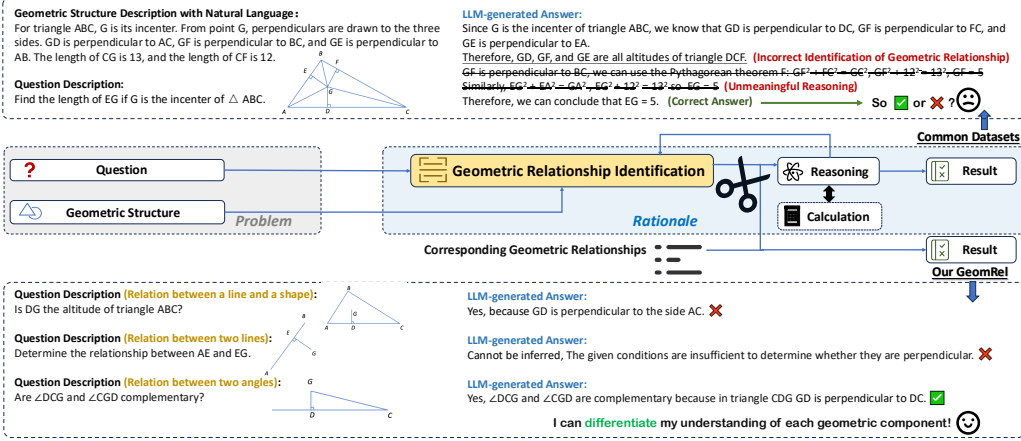 Geometric Structure Description with Natural Language:
For triangle ABC, G is its incenter. From point G, perpendiculars are drawn to the three
sides. GD is perpendicular to AC, GF is perpendicular to BC, and GE is perpendicular to
AB. The length of CG is 13, and the length of CF is 12.
Question Description:
Find the length of EG if G is the incenter of △ ABC.
B
E
F
G
A
D
C
LLM-generated Answer:
Since G is the incenter of triangle ABC, we know that GD is perpendicular to DC, GF is perpendicular to FC, and
GE is perpendicular to EA.
Therefore, GD, GF, and GE are all altitudes of triangle DCF. (Incorrect Identification of Geometric Relationship)
GF is perpendicular to BC, we can use the Pythagorean theorem F: GF² + FC² = GC², GF² + 12² = 13², GF = 5
Similarly, EG² + EA² = GA², EG² + 12² = 13² so EG = 5 (Unmeaningful Reasoning)
Therefore, we can conclude that EG = 5. (Correct Answer)
So ✅ or ❌ ?
Common Datasets
? Question
Geometric Structure
Problem
Geometric Relationship Identification
Rationale
Reasoning
Calculation
Result
Corresponding Geometric Relationships
Result
Our GeomRel
Question Description (Relation between a line and a shape):
Is DG the altitude of triangle ABC?
B
G
A
D
C
LLM-generated Answer:
Yes, because GD is perpendicular to the side AC. ❌
Question Description (Relation between two lines):
Determine the relationship between AE and EG.
B
E
G
A
LLM-generated Answer:
Cannot be inferred, The given conditions are insufficient to determine whether they are perpendicular. ❌
Question Description (Relation between two angles):
Are ∠DCG and ∠CGD complementary?
G
D
C
LLM-generated Answer:
Yes, ∠DCG and ∠CGD are complementary because in triangle CDG GD is perpendicular to DC. ✅
I can differentiate my understanding of each geometric component!